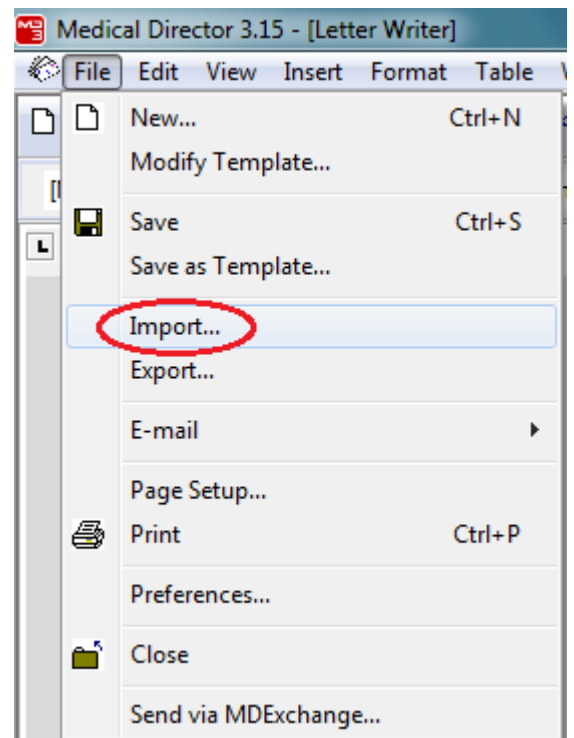 Medical Director 3.15 - [Letter Writer]
File Edit View Insert Format Table
New... Ctrl+N
Modify Template...
Save Ctrl+S
Save as Template...
Import...
Export...
E-mail
Page Setup...
Print Ctrl+P
Preferences...
Close
Send via MDExchange...